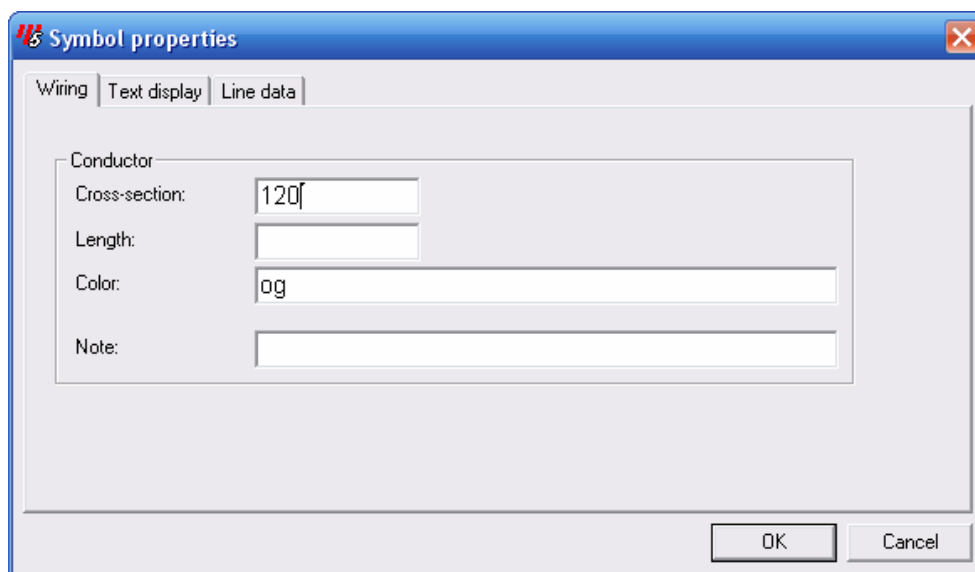 Symbol properties
Wiring Text display Line data
Conductor
Cross-section: 120
Length:
Color: og
Note:
OK Cancel